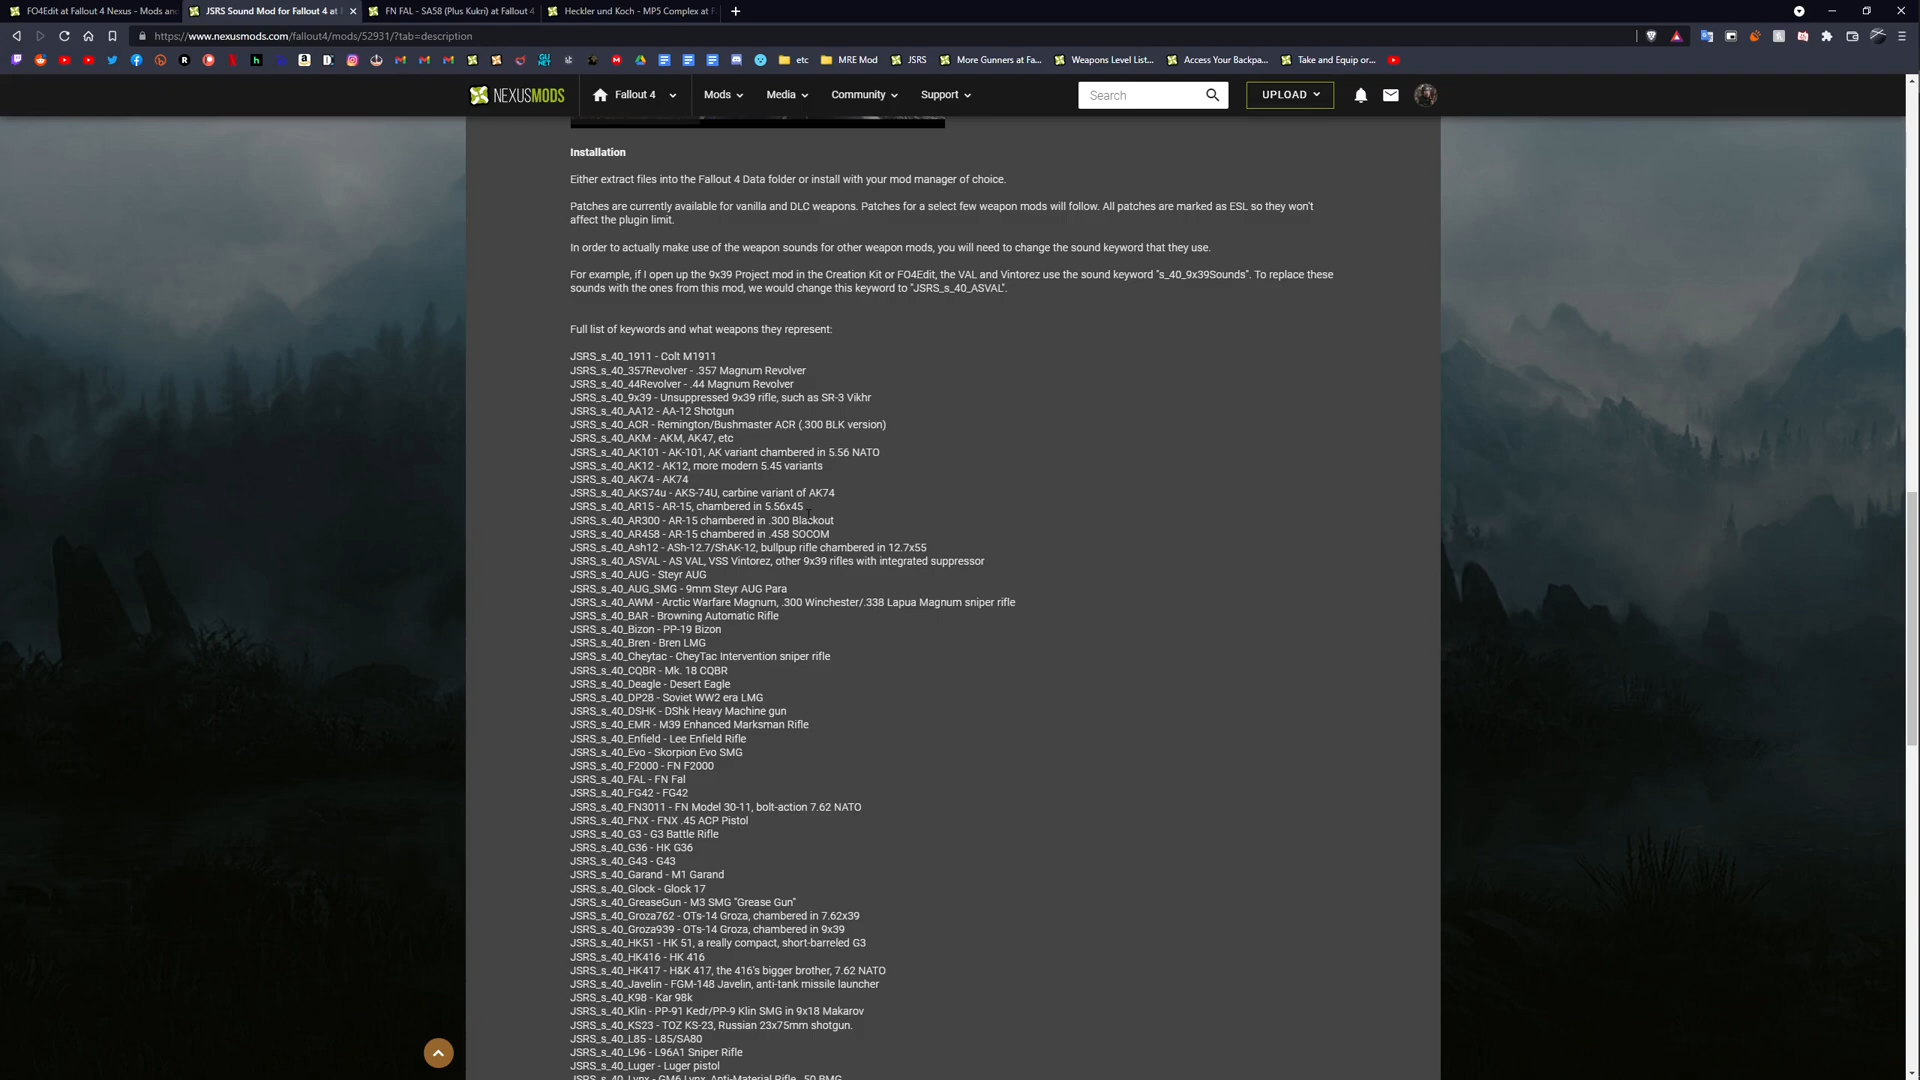 FO4Edit at Fallout 4 Nexus - Mods and
JSRS Sound Mod for Fallout 4 at
FN FAL - SA58 (Plus Kukri) at Fallout 4
Heckler und Koch - MP5 Complex at F
https://www.nexusmods.com/fallout4/mods/52931/?tab=description
etc
MRE Mod
JSRS
More Gunners at Fa...
Weapons Level List...
Access Your Backpa...
Take and Equip or...
NEXUSMODS
Fallout 4
Mods
Media
Community
Support
Search
UPLOAD
Installation
Either extract files into the Fallout 4 Data folder or install with your mod manager of choice.
Patches are currently available for vanilla and DLC weapons. Patches for a select few weapon mods will follow. All patches are marked as ESL so they won't
affect the plugin limit.
In order to actually make use of the weapon sounds for other weapon mods, you will need to change the sound keyword that they use.
For example, if I open up the 9x39 Project mod in the Creation Kit or FO4Edit, the VAL and Vintorez use the sound keyword "s_40_9x39Sounds". To replace these
sounds with the ones from this mod, we would change this keyword to "JSRS_s_40_ASVAL".
Full list of keywords and what weapons they represent:
JSRS_s_40_1911 - Colt M1911
JSRS_s_40_357Revolver - .357 Magnum Revolver
JSRS_s_40_44Revolver - .44 Magnum Revolver
JSRS_s_40_9x39 - Unsuppressed 9x39 rifle, such as SR-3 Vikhr
JSRS_s_40_AA12 - AA-12 Shotgun
JSRS_s_40_ACR - Remington/Bushmaster ACR (.300 BLK version)
JSRS_s_40_AKM - AKM, AK47, etc
JSRS_s_40_AK101 - AK-101, AK variant chambered in 5.56 NATO
JSRS_s_40_AK12 - AK12, more modern 5.45 variants
JSRS_s_40_AK74 - AK74
JSRS_s_40_AKS74u - AKS-74U, carbine variant of AK74
JSRS_s_40_AR15 - AR-15, chambered in 5.56x45
JSRS_s_40_AR300 - AR-15 chambered in .300 Blackout
JSRS_s_40_AR458 - AR-15 chambered in .458 SOCOM
JSRS_s_40_Ash12 - ASh-12.7/ShAK-12, bullpup rifle chambered in 12.7x55
JSRS_s_40_ASVAL - AS VAL, VSS Vintorez, other 9x39 rifles with integrated suppressor
JSRS_s_40_AUG - Steyr AUG
JSRS_s_40_AUG_SMG - 9mm Steyr AUG Para
JSRS_s_40_AWM - Arctic Warfare Magnum, .300 Winchester/.338 Lapua Magnum sniper rifle
JSRS_s_40_BAR - Browning Automatic Rifle
JSRS_s_40_Bizon - PP-19 Bizon
JSRS_s_40_Bren - Bren LMG
JSRS_s_40_Cheytac - CheyTac Intervention sniper rifle
JSRS_s_40_CQBR - Mk. 18 CQBR
JSRS_s_40_Deagle - Desert Eagle
JSRS_s_40_DP28 - Soviet WW2 era LMG
JSRS_s_40_DSHK - DShk Heavy Machine gun
JSRS_s_40_EMR - M39 Enhanced Marksman Rifle
JSRS_s_40_Enfield - Lee Enfield Rifle
JSRS_s_40_Evo - Skorpion Evo SMG
JSRS_s_40_F2000 - FN F2000
JSRS_s_40_FAL - FN Fal
JSRS_s_40_FG42 - FG42
JSRS_s_40_FN3011 - FN Model 30-11, bolt-action 7.62 NATO
JSRS_s_40_FNX - FNX .45 ACP Pistol
JSRS_s_40_G3 - G3 Battle Rifle
JSRS_s_40_G36 - HK G36
JSRS_s_40_G43 - G43
JSRS_s_40_Garand - M1 Garand
JSRS_s_40_Glock - Glock 17
JSRS_s_40_GreaseGun - M3 SMG "Grease Gun"
JSRS_s_40_Groza762 - OTs-14 Groza, chambered in 7.62x39
JSRS_s_40_Groza939 - OTs-14 Groza, chambered in 9x39
JSRS_s_40_HK51 - HK 51, a really compact, short-barreled G3
JSRS_s_40_HK416 - HK 416
JSRS_s_40_HK417 - H&K 417, the 416's bigger brother, 7.62 NATO
JSRS_s_40_Javelin - FGM-148 Javelin, anti-tank missile launcher
JSRS_s_40_K98 - Kar 98k
JSRS_s_40_Klin - PP-91 Kedr/PP-9 Klin SMG in 9x18 Makarov
JSRS_s_40_KS23 - TOZ KS-23, Russian 23x75mm shotgun.
JSRS_s_40_L85 - L85/SA80
JSRS_s_40_L96 - L96A1 Sniper Rifle
JSRS_s_40_Luger - Luger pistol
JSRS_s_40_Lynx - GM6 Lynx, Anti-Material Rifle, .50 BMG